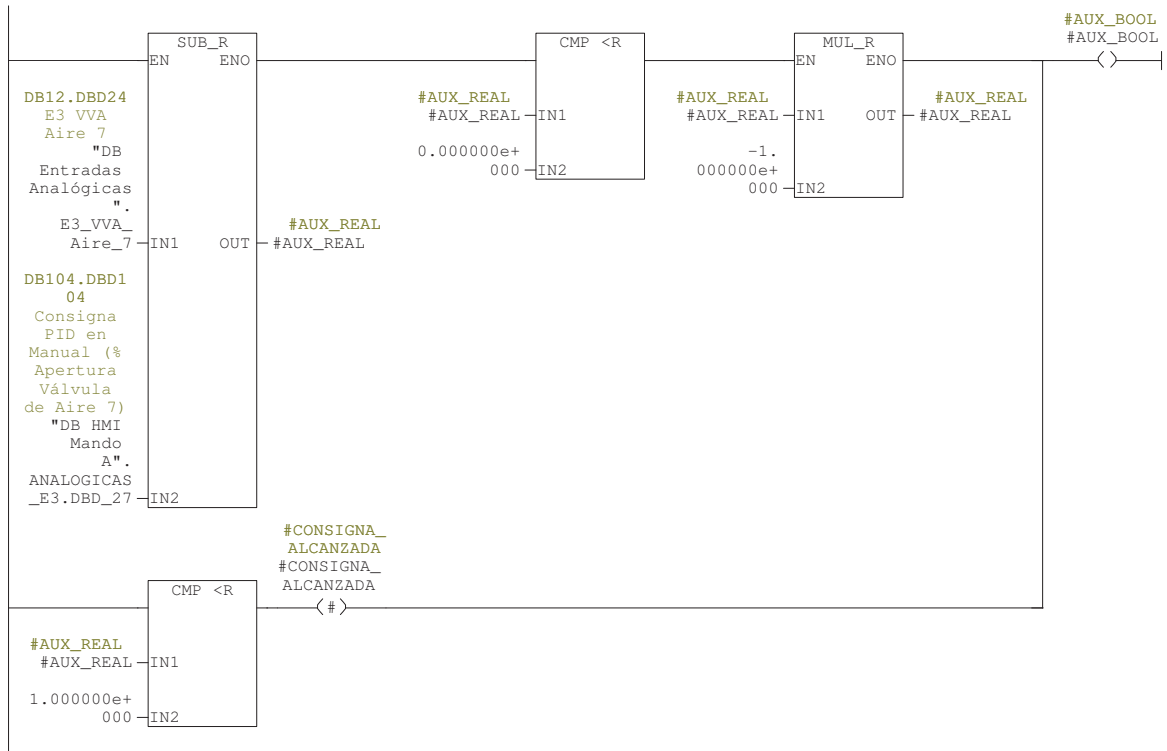 #AUX_BOOL
#AUX_BOOL
SUB_R
EN ENO
CMP <R
MUL_R
EN ENO
DB12.DBD24
E3 VVA
Aire 7
"DB
Entradas
Analógicas
".
E3_VVA_
Aire_7
IN1 OUT
#AUX_REAL
#AUX_REAL
#AUX_REAL
#AUX_REAL
IN1
0.000000e+
000
IN2
#AUX_REAL
#AUX_REAL
IN1 OUT
#AUX_REAL
#AUX_REAL
-1.
000000e+
000
IN2
DB104.DBD1
04
Consigna
PID en
Manual (%
Apertura
Válvula
de Aire 7)
"DB HMI
Mando
A".
ANALOGICAS
_E3.DBD_27
IN2
#CONSIGNA_
ALCANZADA
#CONSIGNA_
ALCANZADA
CMP <R
#
#AUX_REAL
#AUX_REAL
IN1
1.000000e+
000
IN2